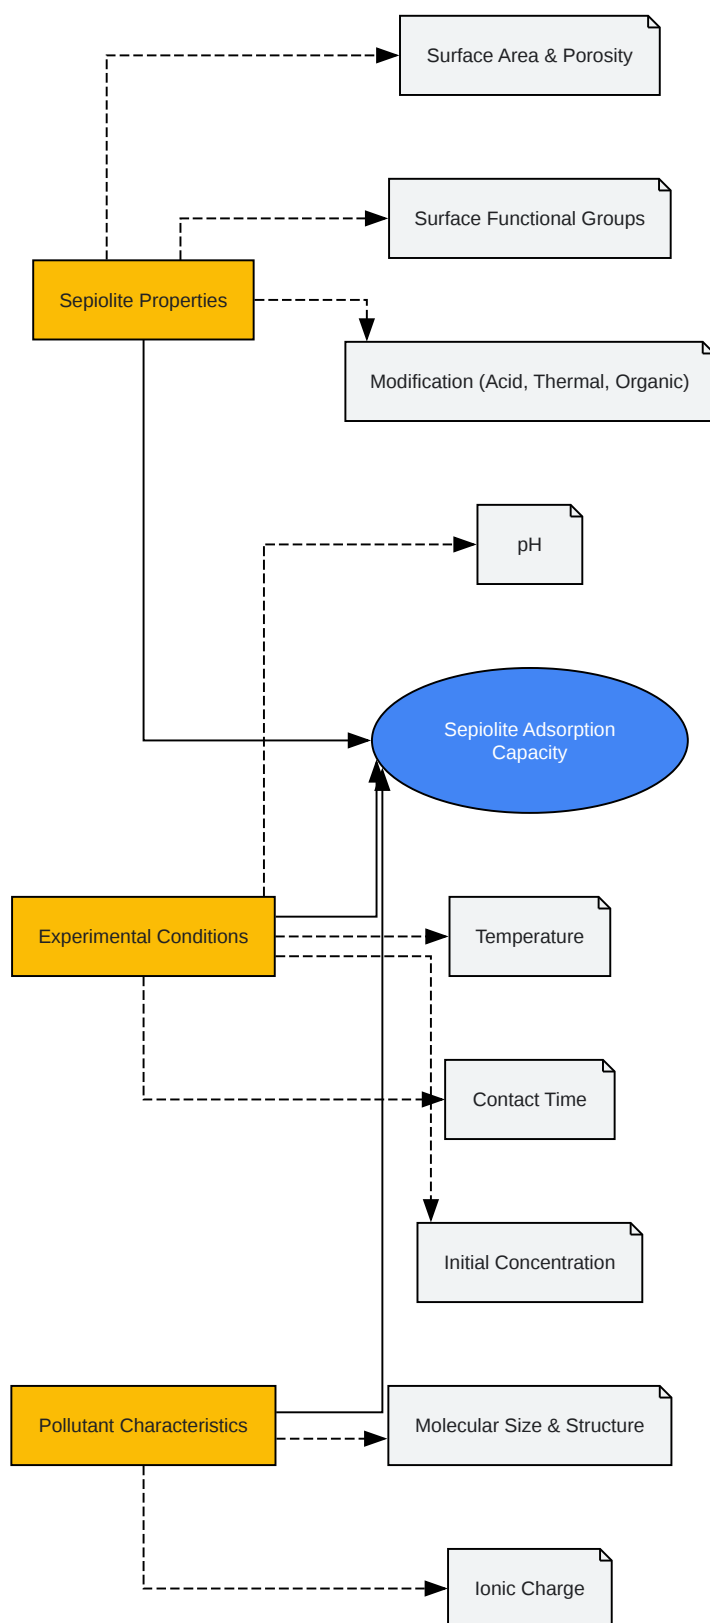 Surface Area & Porosity
Surface Functional Groups
Sepiolite Properties
Modification (Acid, Thermal, Organic)
pH
Sepiolite Adsorption
Capacity
Experimental Conditions
Temperature
Contact Time
Initial Concentration
Pollutant Characteristics
Molecular Size & Structure
Ionic Charge